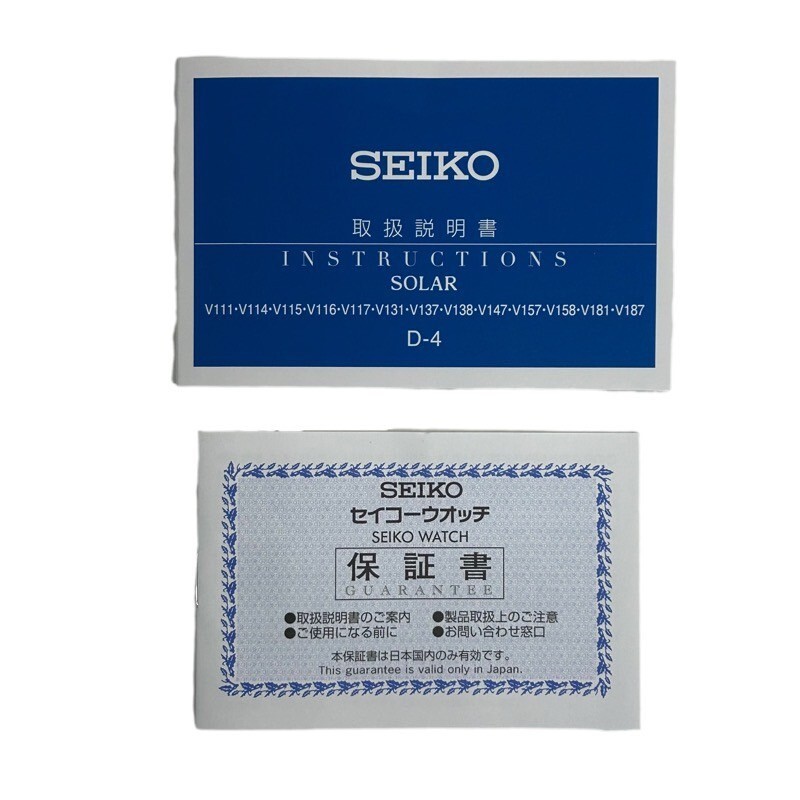 SEIKO
取扱説明書
INSTRUCTIONS
SOLAR
V111・V114・V115・V116・V117・V131・V137・V138・V147・V157・V158・V181・V187
D-4
SEIKO
セイコーウオッチ
SEIKO WATCH
保証書
GUARANTEE
●取扱説明書のご案内 ●製品取扱上のご注意
●ご使用になる前に ●お問い合わせ窓口
本保証書は日本国内のみ有効です。
This guarantee is valid only in Japan.